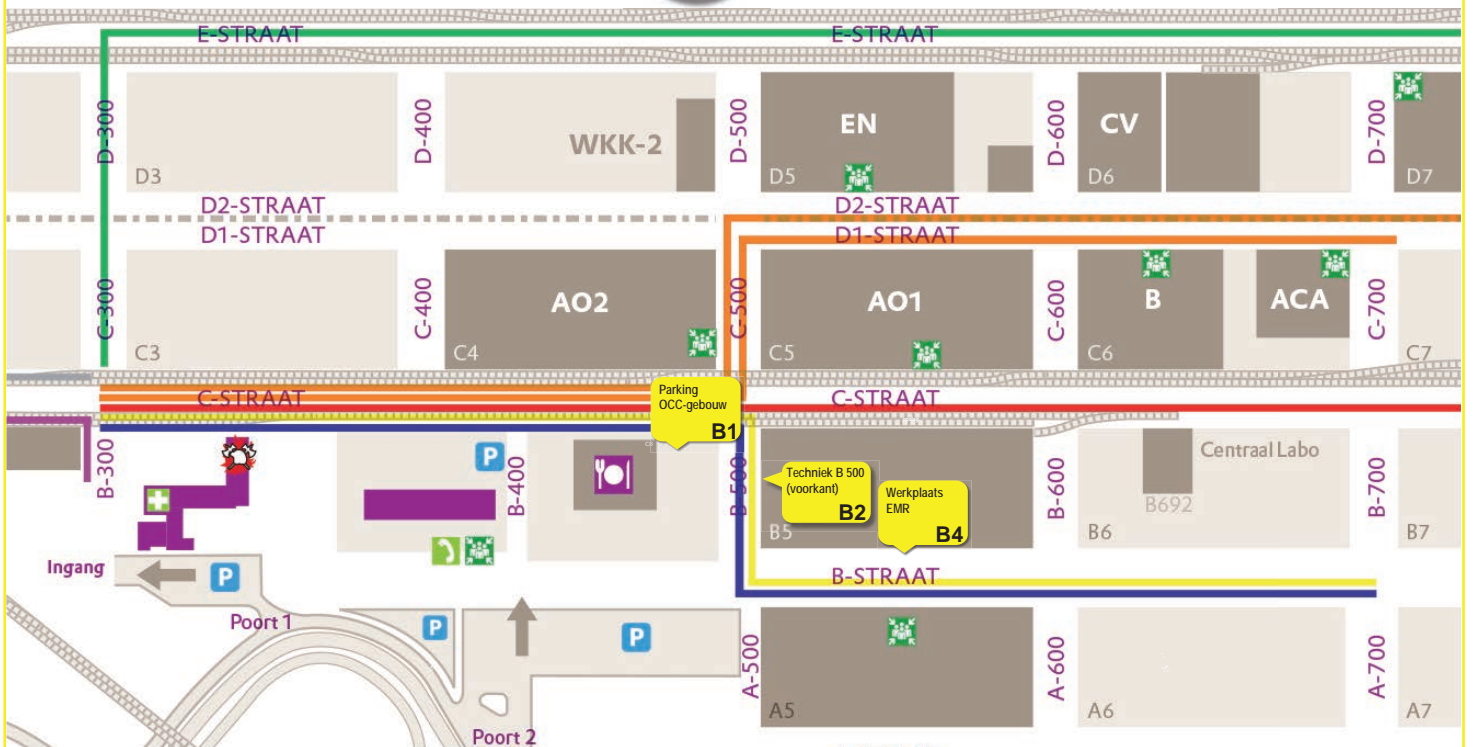 E-STRAAT
E-STRAAT
D-300
D-400
WKK-2
D-500
EN
D-600
CV
D-700
D3
D5
D6
D7
D2-STRAAT
D2-STRAAT
D1-STRAAT
D1-STRAAT
C-300
C-400
AO2
C-500
AO1
C-600
B
ACA
C-700
C3
C4
C5
C6
C7
C-STRAAT
C-STRAAT
Parking
OCC-gebouw
B1
B-300
P
B-400
B-500
Techniek B 500
(voorkant)
B2
Werkplaats
EMR
B4
B-600
Centraal Labo
B692
B-700
B5
B6
B7
Ingang
P
B-STRAAT
Poort 1
P
P
A-500
A-600
A-700
A5
A6
A7
Poort 2